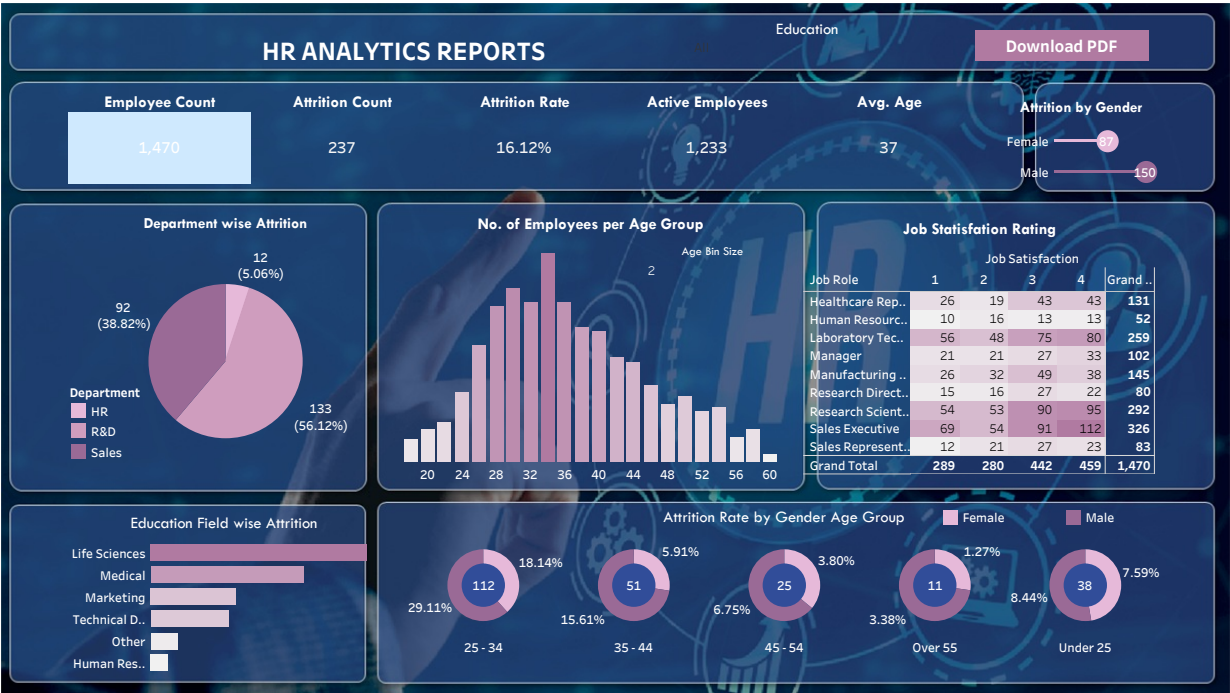 Education
HR ANALYTICS REPORTS
Download PDF
Employee Count
1,470
Attrition Count
237
Attrition Rate
16.12%
Active Employees
1,233
Avg. Age
37
Attrition by Gender
Female 87
Male 150
Department wise Attrition
12
(5.06%)
92
(38.82%)
133
(56.12%)
Department
HR
R&D
Sales
No. of Employees per Age Group
Age Bin Size
2
20 24 28 32 36 40 44 48 52 56 60
Job Statisfation Rating
Job Satisfaction
Job Role 1 2 3 4 Grand ..
Healthcare Rep.. 26 19 43 43 131
Human Resourc.. 10 16 13 13 52
Laboratory Tec.. 56 48 75 80 259
Manager 21 21 27 33 102
Manufacturing .. 26 32 49 38 145
Research Direct.. 15 16 27 22 80
Research Scient.. 54 53 90 95 292
Sales Executive 69 54 91 112 326
Sales Represent.. 12 21 27 23 83
Grand Total 289 280 442 459 1,470
Education Field wise Attrition
Life Sciences
Medical
Marketing
Technical D..
Other
Human Res..
Attrition Rate by Gender Age Group
Female
Male
112
18.14%
29.11%
25 - 34
51
5.91%
15.61%
35 - 44
25
3.80%
6.75%
45 - 54
11
1.27%
3.38%
Over 55
38
7.59%
8.44%
Under 25
HR